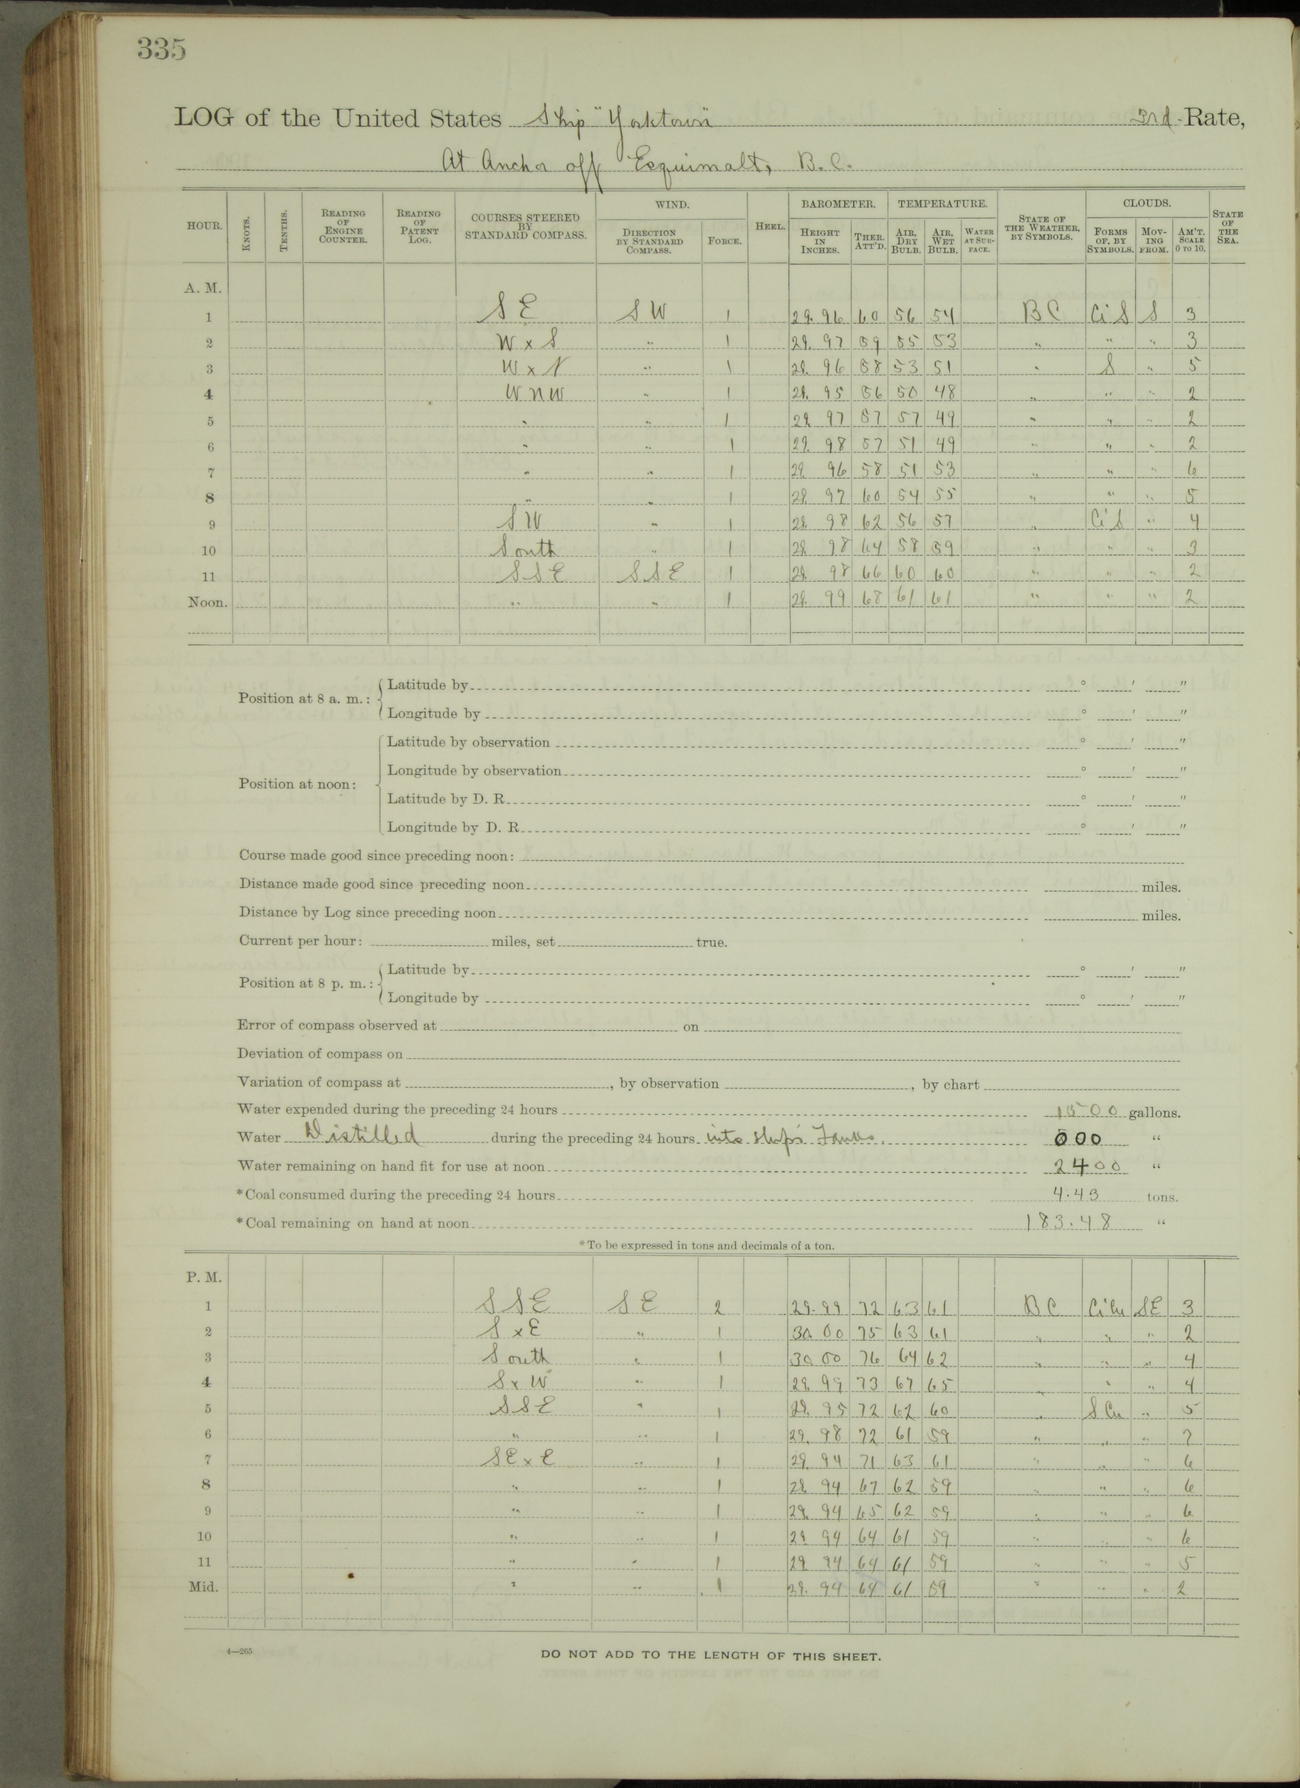 335
LOG of the United States Ship "Yorktown" 3rd-Rate,
At Anchor off Esquimalt, B.C.
HOUR. KNOTS. TENTHS. READING OF ENGINE COUNTER. READING OF PATENT LOG. COURSES STEERED BY STANDARD COMPASS. WIND. DIRECTION BY STANDARD COMPASS. FORCE. HEEL. BAROMETER. HEIGHT IN INCHES. THER. ATT'D. TEMPERATURE. AIR, DRY BULB. AIR, WET BULB. WATER AT SURFACE. STATE OF THE WEATHER, BY SYMBOLS. CLOUDS. FORMS OF, BY SYMBOLS. MOVING FROM. AM'T. SCALE 0 TO 10. STATE OF THE SEA.
A. M.
1 SE SW 1 29.96 60 56 54 BC CiS S 3
2 W x S " 1 29.97 59 55 53 " " " 3
3 W x N " 1 29.96 58 53 51 " S " 5
4 WNW " 1 29.95 56 50 48 " " " 2
5 " " 1 29.97 57 57 49 " " " 2
6 " " 1 29.98 57 51 49 " " " 2
7 " " 1 29.96 58 51 53 " " " 6
8 " " 1 29.97 60 54 55 " " " 5
9 SW " 1 29.98 62 56 57 " CiS " 4
10 South " 1 29.98 64 58 59 " " " 3
11 SSE SSE 1 29.98 66 60 60 " " " 2
Noon. " " 1 29.99 68 61 61 " " " 2
Position at 8 a. m.: Latitude by ° ' "
Longitude by ° ' "
Position at noon: Latitude by observation ° ' "
Longitude by observation ° ' "
Latitude by D. R. ° ' "
Longitude by D. R. ° ' "
Course made good since preceding noon:
Distance made good since preceding noon miles.
Distance by Log since preceding noon miles.
Current per hour: miles, set true.
Position at 8 p. m.: Latitude by ° ' "
Longitude by ° ' "
Error of compass observed at on
Deviation of compass on
Variation of compass at , by observation , by chart
Water expended during the preceding 24 hours 1500 gallons.
Water Distilled during the preceding 24 hours into ships Tanks. 000 "
Water remaining on hand fit for use at noon 2400 "
*Coal consumed during the preceding 24 hours 4.43 tons.
*Coal remaining on hand at noon 183.48 "
*To be expressed in tons and decimals of a ton.
P. M.
1 SSE SE 2 29.99 72 63 61 BC CiCu SE 3
2 S x E " 1 30.00 75 63 61 " " " 2
3 South " 1 30.00 76 64 62 " " " 4
4 S x W " 1 29.99 73 67 65 " " " 4
5 SSE " 1 29.95 72 62 60 " SCu " 5
6 " " 1 29.98 72 61 59 " " " 7
7 SE x E " 1 29.94 71 63 61 " " " 6
8 " " 1 29.94 67 62 59 " " " 6
9 " " 1 29.94 65 62 59 " " " 6
10 " " 1 29.94 64 61 59 " " " 6
11 " " 1 29.94 64 61 59 " " " 5
Mid. " " 1 29.94 64 61 59 " " " 2
4—265
DO NOT ADD TO THE LENGTH OF THIS SHEET.